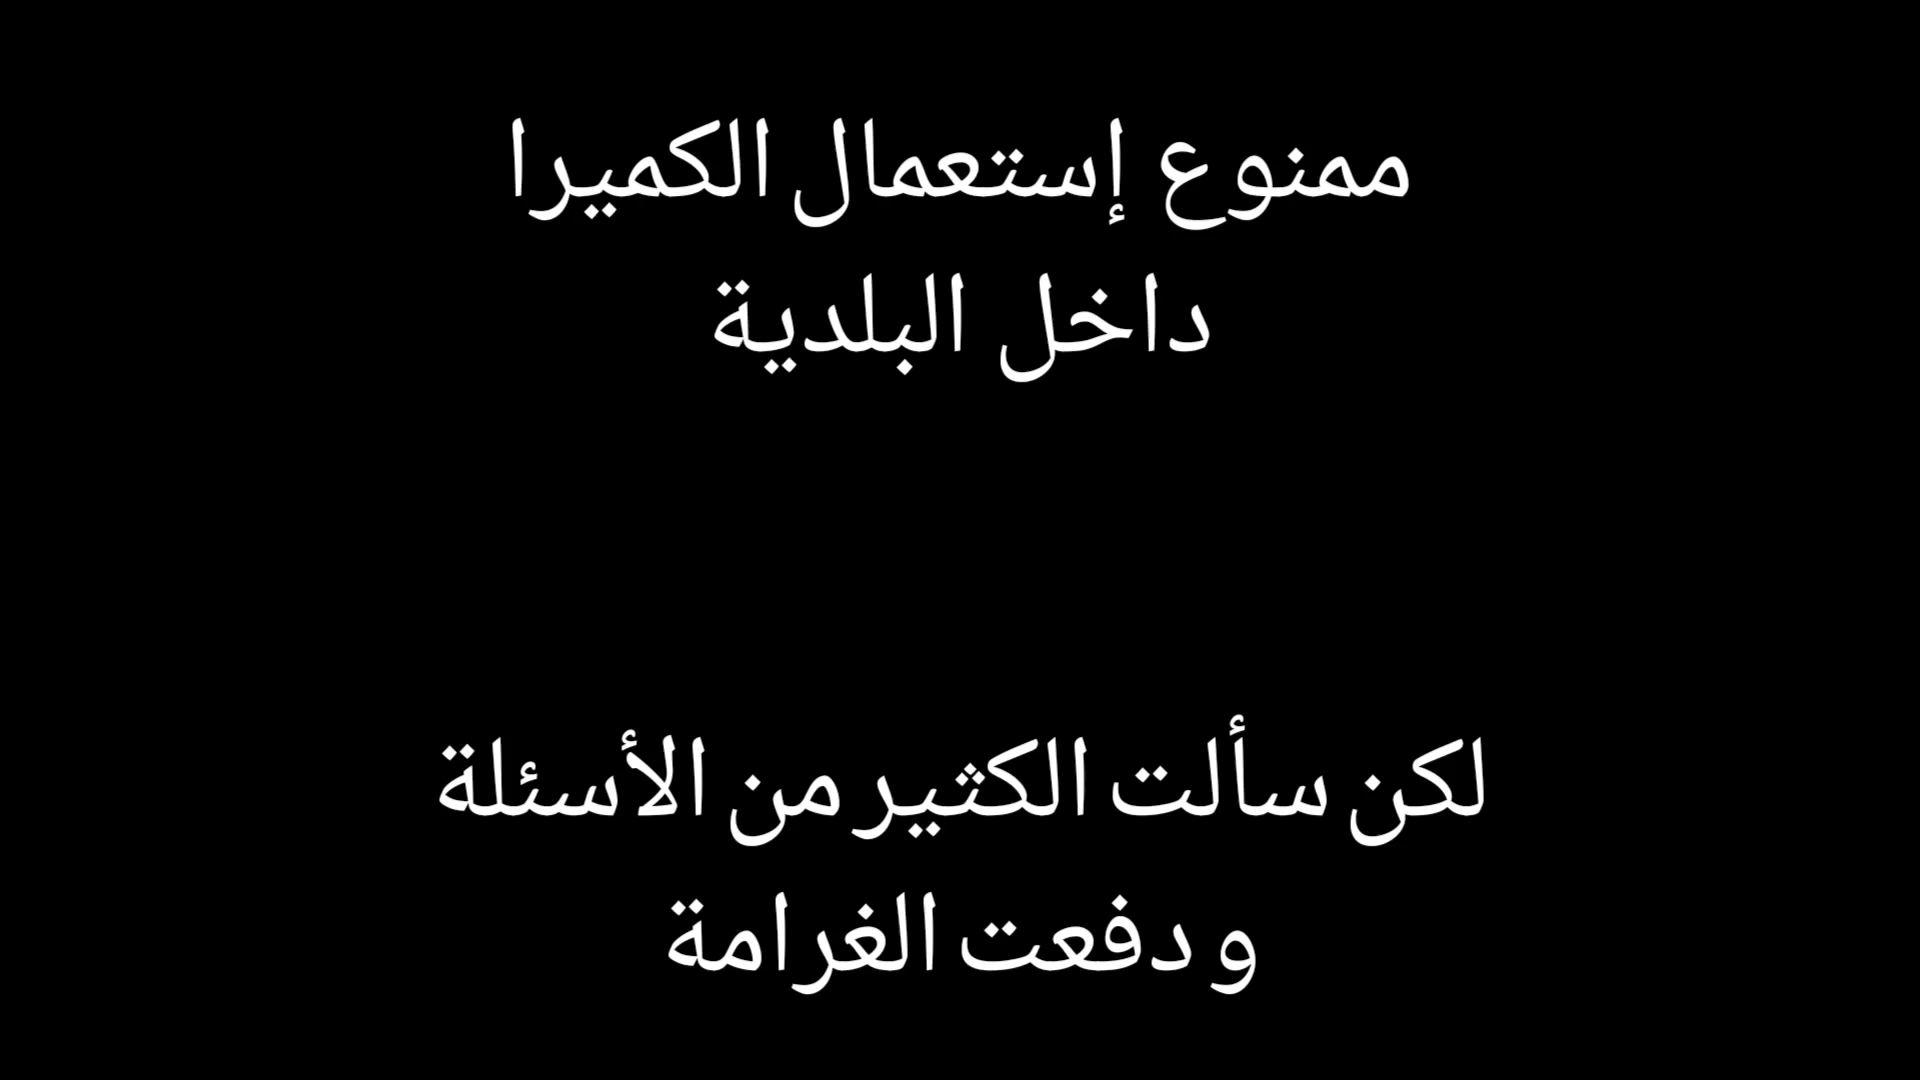 ممنوع إستعمال الكميرا
داخل البلدية
لكن سألت الكثير من الأسئلة
و دفعت الغرامة